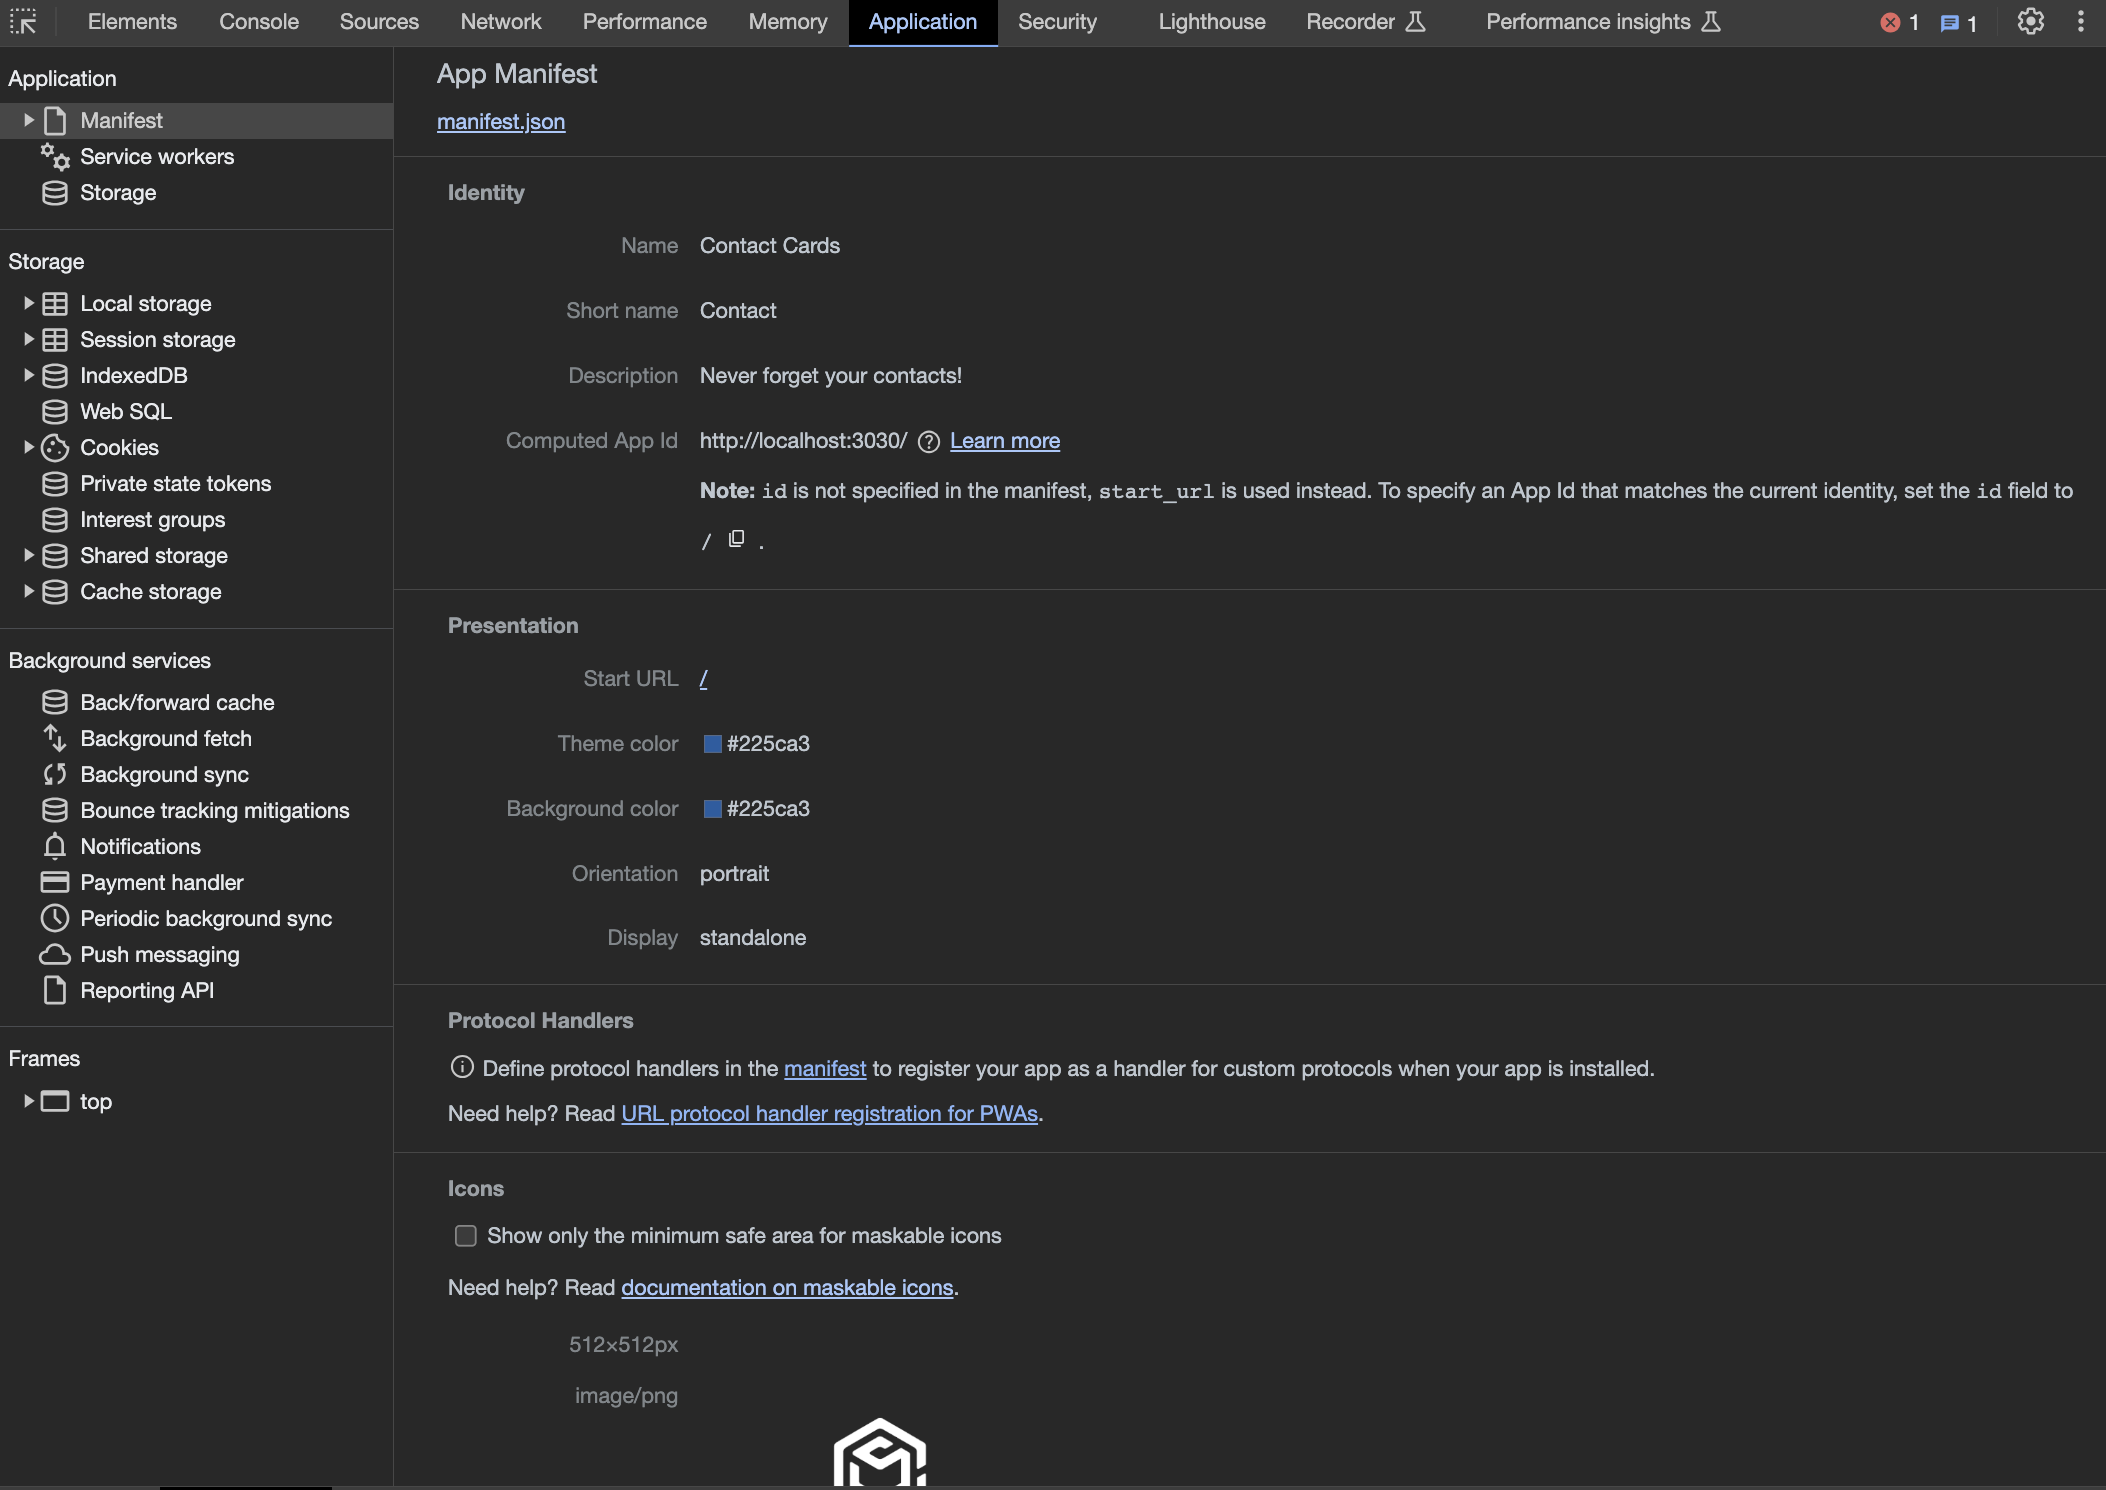 Elements Console Sources Network Performance Memory Application Security Lighthouse Recorder Performance insights 1 1
Application
Manifest
Service workers
Storage
Storage
Local storage
Session storage
IndexedDB
Web SQL
Cookies
Private state tokens
Interest groups
Shared storage
Cache storage
Background services
Back/forward cache
Background fetch
Background sync
Bounce tracking mitigations
Notifications
Payment handler
Periodic background sync
Push messaging
Reporting API
Frames
top
App Manifest
manifest.json
Identity
Name Contact Cards
Short name Contact
Description Never forget your contacts!
Computed App Id http://localhost:3030/ Learn more
Note: id is not specified in the manifest, start_url is used instead. To specify an App Id that matches the current identity, set the id field to
/ .
Presentation
Start URL /
Theme color #225ca3
Background color #225ca3
Orientation portrait
Display standalone
Protocol Handlers
Define protocol handlers in the manifest to register your app as a handler for custom protocols when your app is installed.
Need help? Read URL protocol handler registration for PWAs.
Icons
Show only the minimum safe area for maskable icons
Need help? Read documentation on maskable icons.
512×512px
image/png